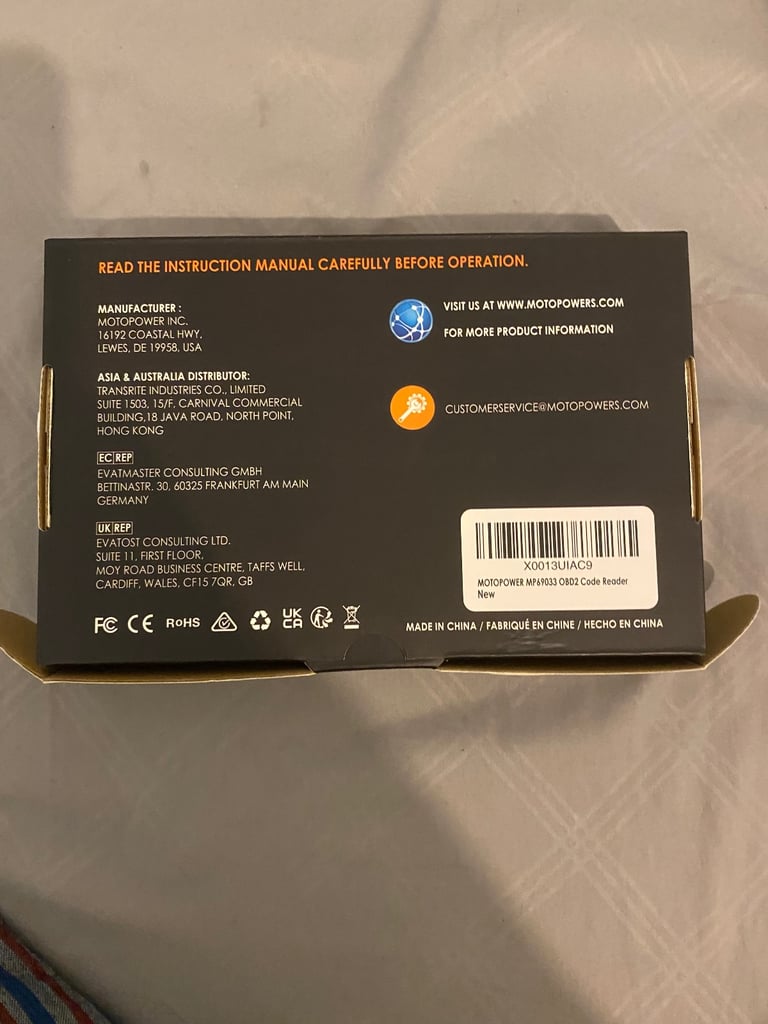 READ THE INSTRUCTION MANUAL CAREFULLY BEFORE OPERATION.
MANUFACTURER :
MOTOPOWER INC.
16192 COASTAL HWY,
LEWES, DE 19958, USA
ASIA & AUSTRALIA DISTRIBUTOR:
TRANSRITE INDUSTRIES CO., LIMITED
SUITE 1503, 15/F, CARNIVAL COMMERCIAL
BUILDING,18 JAVA ROAD, NORTH POINT,
HONG KONG
EC REP
EVATMASTER CONSULTING GMBH
BETTINASTR. 30, 60325 FRANKFURT AM MAIN
GERMANY
UK REP
EVATOST CONSULTING LTD.
SUITE 11, FIRST FLOOR,
MOY ROAD BUSINESS CENTRE, TAFFS WELL,
CARDIFF, WALES, CF15 7QR, GB
FC CE RoHS UK
CA
VISIT US AT WWW.MOTOPOWERS.COM
FOR MORE PRODUCT INFORMATION
CUSTOMERSERVICE@MOTOPOWERS.COM
X0013UIAC9
MOTOPOWER MP69033 OBD2 Code Reader
New
MADE IN CHINA / FABRIQUÉ EN CHINE / HECHO EN CHINA